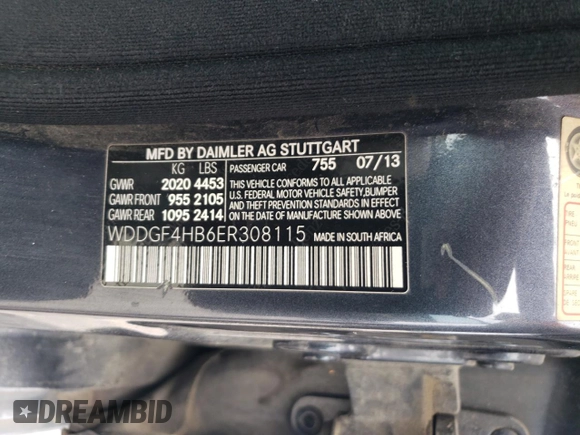 MFD BY DAIMLER AG STUTTGART
KG LBS PASSENGER CAR 755 07/13
GVWR 2020 4453 THIS VEHICLE CONFORMS TO ALL APPLICABLE
GAWR FRONT 955 2105 U.S. FEDERAL MOTOR VEHICLE SAFETY, BUMPER
GAWR REAR 1095 2414 AND THEFT PREVENTION STANDARDS IN EFFECT
ON THE DATE OF MANUFACTURE SHOWN ABOVE.
WDDGF4HB6ER308115 MADE IN SOUTH AFRICA
DREAMBID